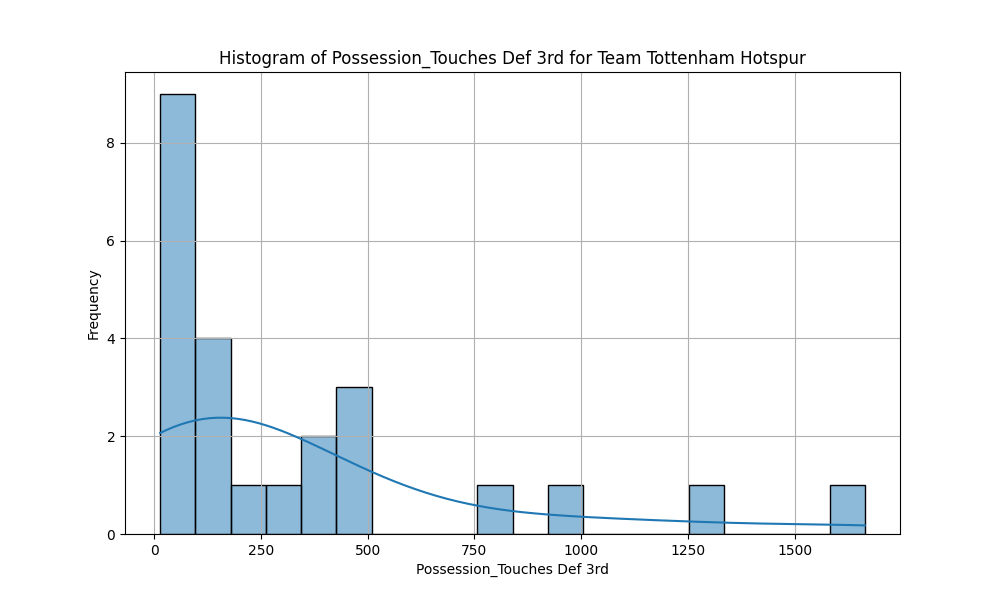 Histogram of Possession_Touches Def 3rd for Team Tottenham Hotspur
Frequency
8
6
4
2
0
0 250 500 750 1000 1250 1500
Possession_Touches Def 3rd